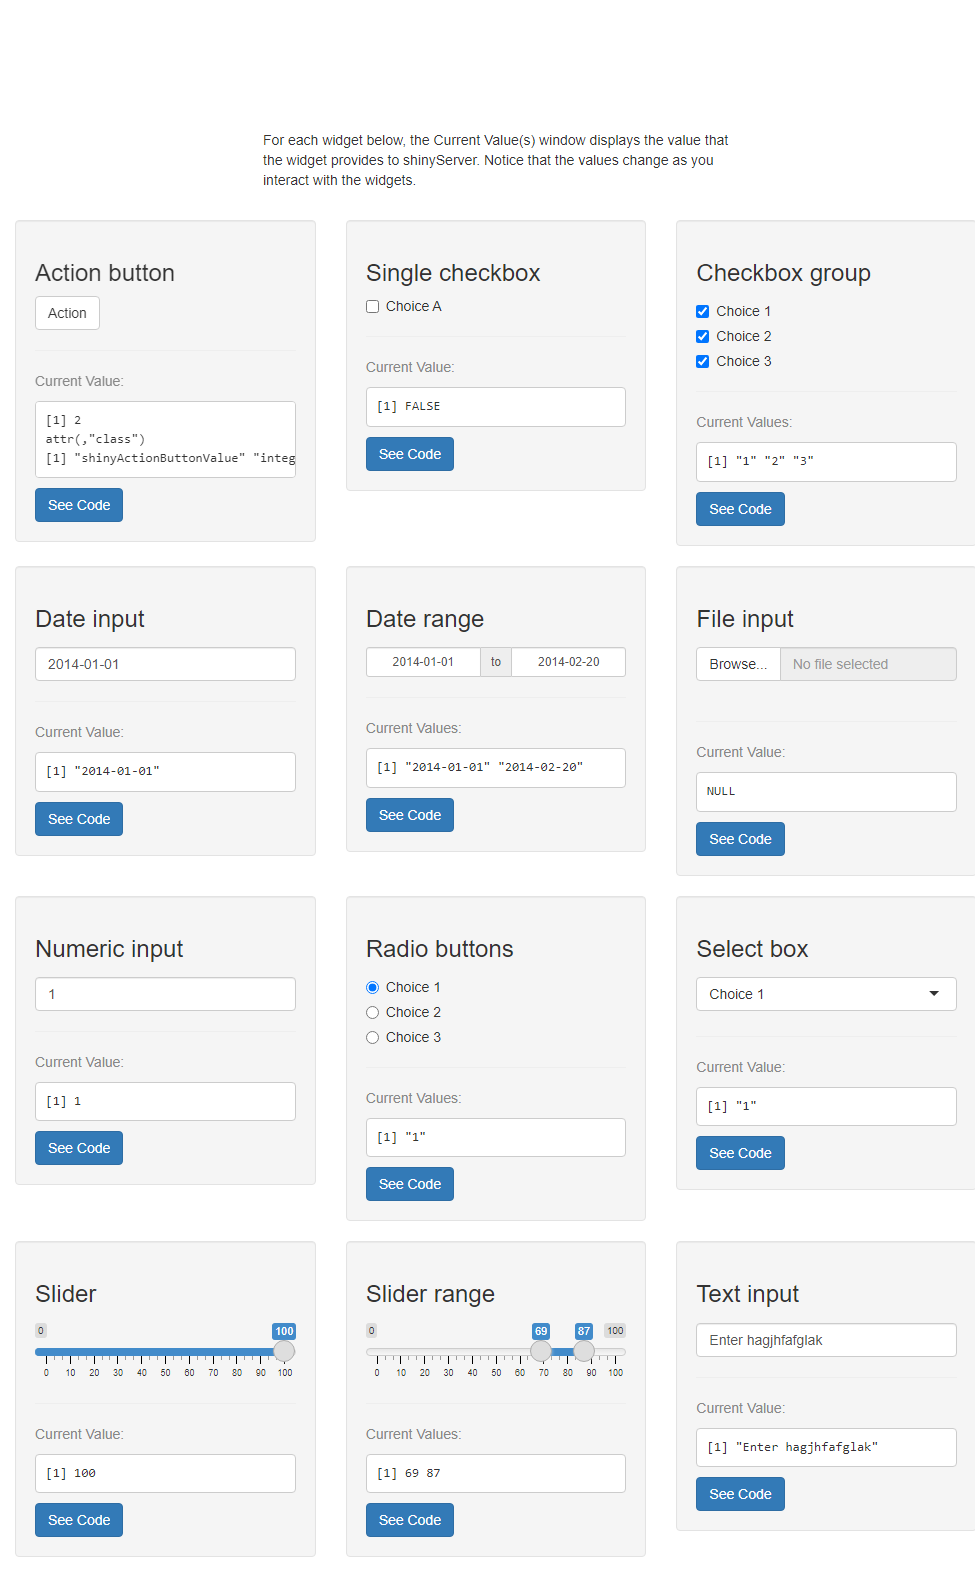 For each widget below, the Current Value(s) window displays the value that
the widget provides to shinyServer. Notice that the values change as you
interact with the widgets.
Action button
Action
Current Value:
[1] 2
attr(,"class")
[1] "shinyActionButtonValue" "integ
See Code
Single checkbox
Choice A
Current Value:
[1] FALSE
See Code
Checkbox group
Choice 1
Choice 2
Choice 3
Current Values:
[1] "1" "2" "3"
See Code
Date input
2014-01-01
Current Value:
[1] "2014-01-01"
See Code
Date range
2014-01-01 to 2014-02-20
Current Values:
[1] "2014-01-01" "2014-02-20"
See Code
File input
Browse... No file selected
Current Value:
NULL
See Code
Numeric input
1
Current Value:
[1] 1
See Code
Radio buttons
Choice 1
Choice 2
Choice 3
Current Values:
[1] "1"
See Code
Select box
Choice 1
Current Value:
[1] "1"
See Code
Slider
0 100
0 10 20 30 40 50 60 70 80 90 100
Current Value:
[1] 100
See Code
Slider range
0 69 87 100
0 10 20 30 40 50 60 70 80 90 100
Current Values:
[1] 69 87
See Code
Text input
Enter hagjhfafglak
Current Value:
[1] "Enter hagjhfafglak"
See Code